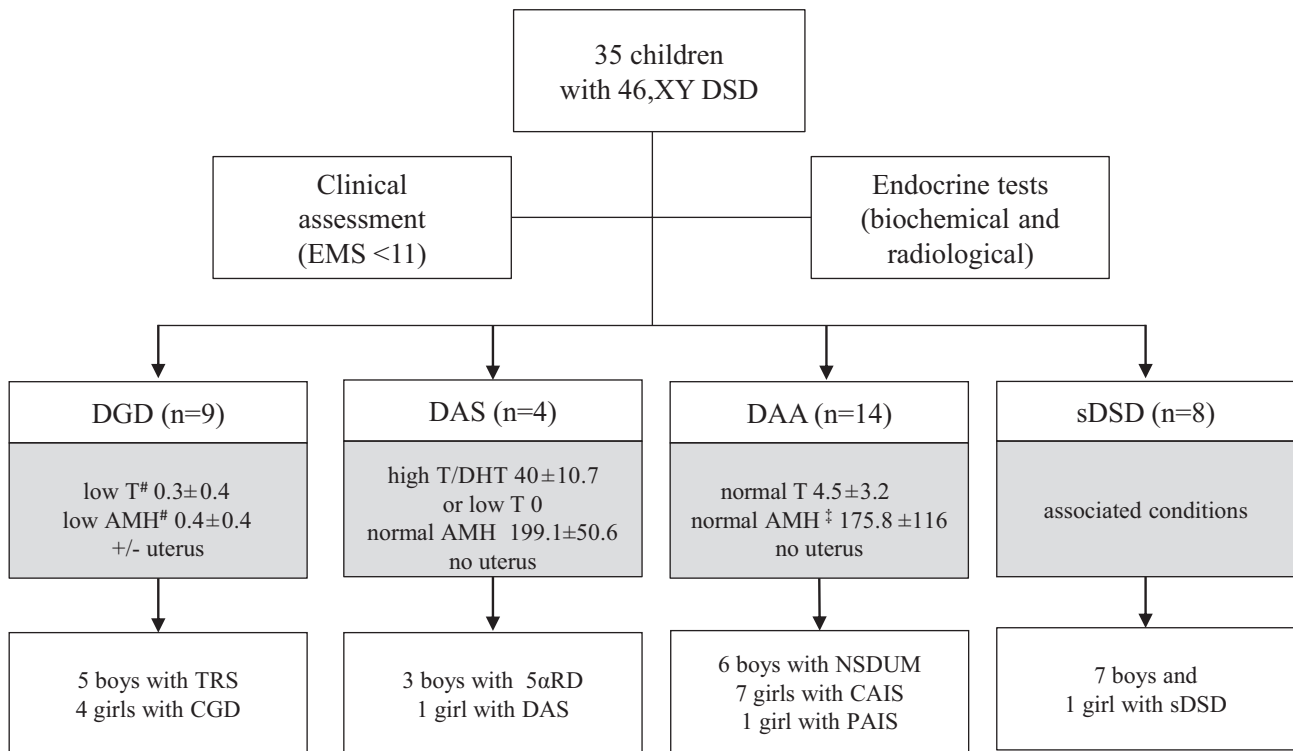 35 children
with 46,XY DSD
Clinical
assessment
(EMS <11)
Endocrine tests
(biochemical and
radiological)
DGD (n=9)
low T# 0.3±0.4
low AMH# 0.4±0.4
+/- uterus
5 boys with TRS
4 girls with CGD
DAS (n=4)
high T/DHT 40±10.7
or low T 0
normal AMH 199.1±50.6
no uterus
3 boys with 5αRD
1 girl with DAS
DAA (n=14)
normal T 4.5±3.2
normal AMH ‡ 175.8 ±116
no uterus
6 boys with NSDUM
7 girls with CAIS
1 girl with PAIS
sDSD (n=8)
associated conditions
7 boys and
1 girl with sDSD